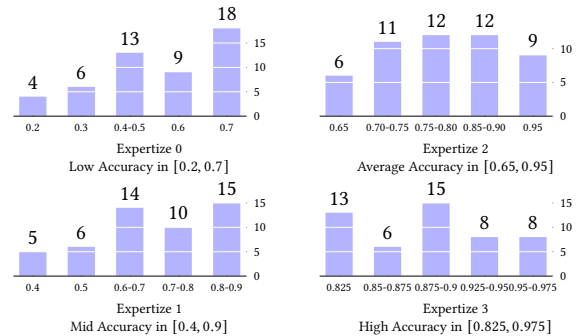 4 6 13 9 18
15
10
5
0
0.2 0.3 0.4-0.5 0.6 0.7
Expertize 0
Low Accuracy in [0.2, 0.7]
6 11 12 12 9
10
5
0
0.65 0.70-0.75 0.75-0.80 0.85-0.90 0.95
Expertize 2
Average Accuracy in [0.65, 0.95]
5 6 14 10 15
15
10
5
0
0.4 0.5 0.6-0.7 0.7-0.8 0.8-0.9
Expertize 1
Mid Accuracy in [0.4, 0.9]
13 6 15 8 8
15
10
5
0
0.825 0.85-0.875 0.875-0.9 0.925-0.950 0.95-0.975
Expertize 3
High Accuracy in [0.825, 0.975]